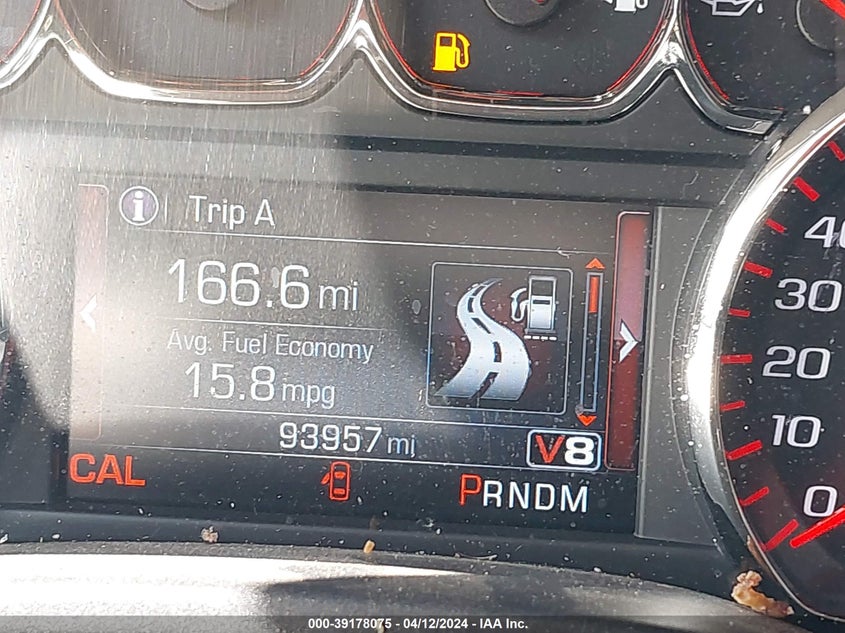 i Trip A
166.6 mi
Avg. Fuel Economy
15.8 mpg
93957 mi
V8
CAL
PRNDM
40
30
20
10
0
000-39178075 - 04/12/2024 - IAA Inc.